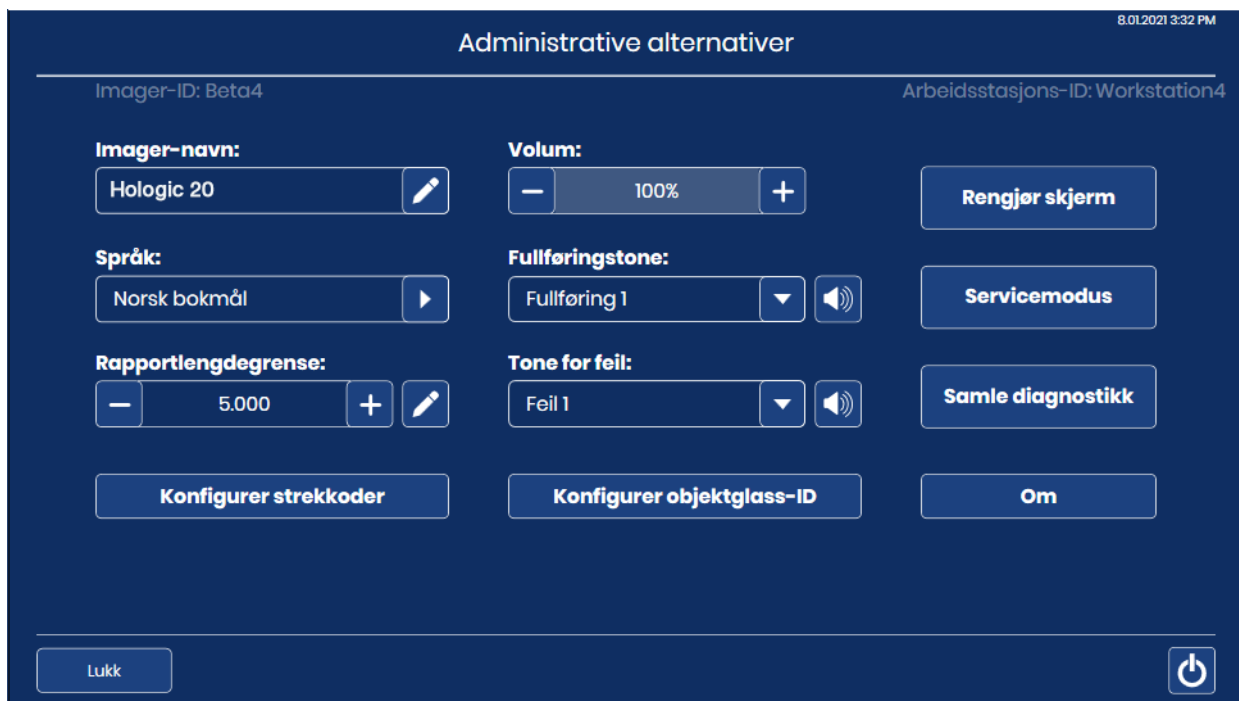 8.01.2021 3:32 PM
Administrative alternativer
Imager-ID: Beta4
Arbeidsstasjons-ID: Workstation4
Imager-navn:
Hologic 20
Volum:
100%
Rengjør skjerm
Språk:
Norsk bokmål
Fullføringstone:
Fullføring 1
Servicemodus
Rapportlengdegrense:
5.000
Tone for feil:
Feil 1
Samle diagnostikk
Konfigurer strekkoder
Konfigurer objektglass-ID
Om
Lukk